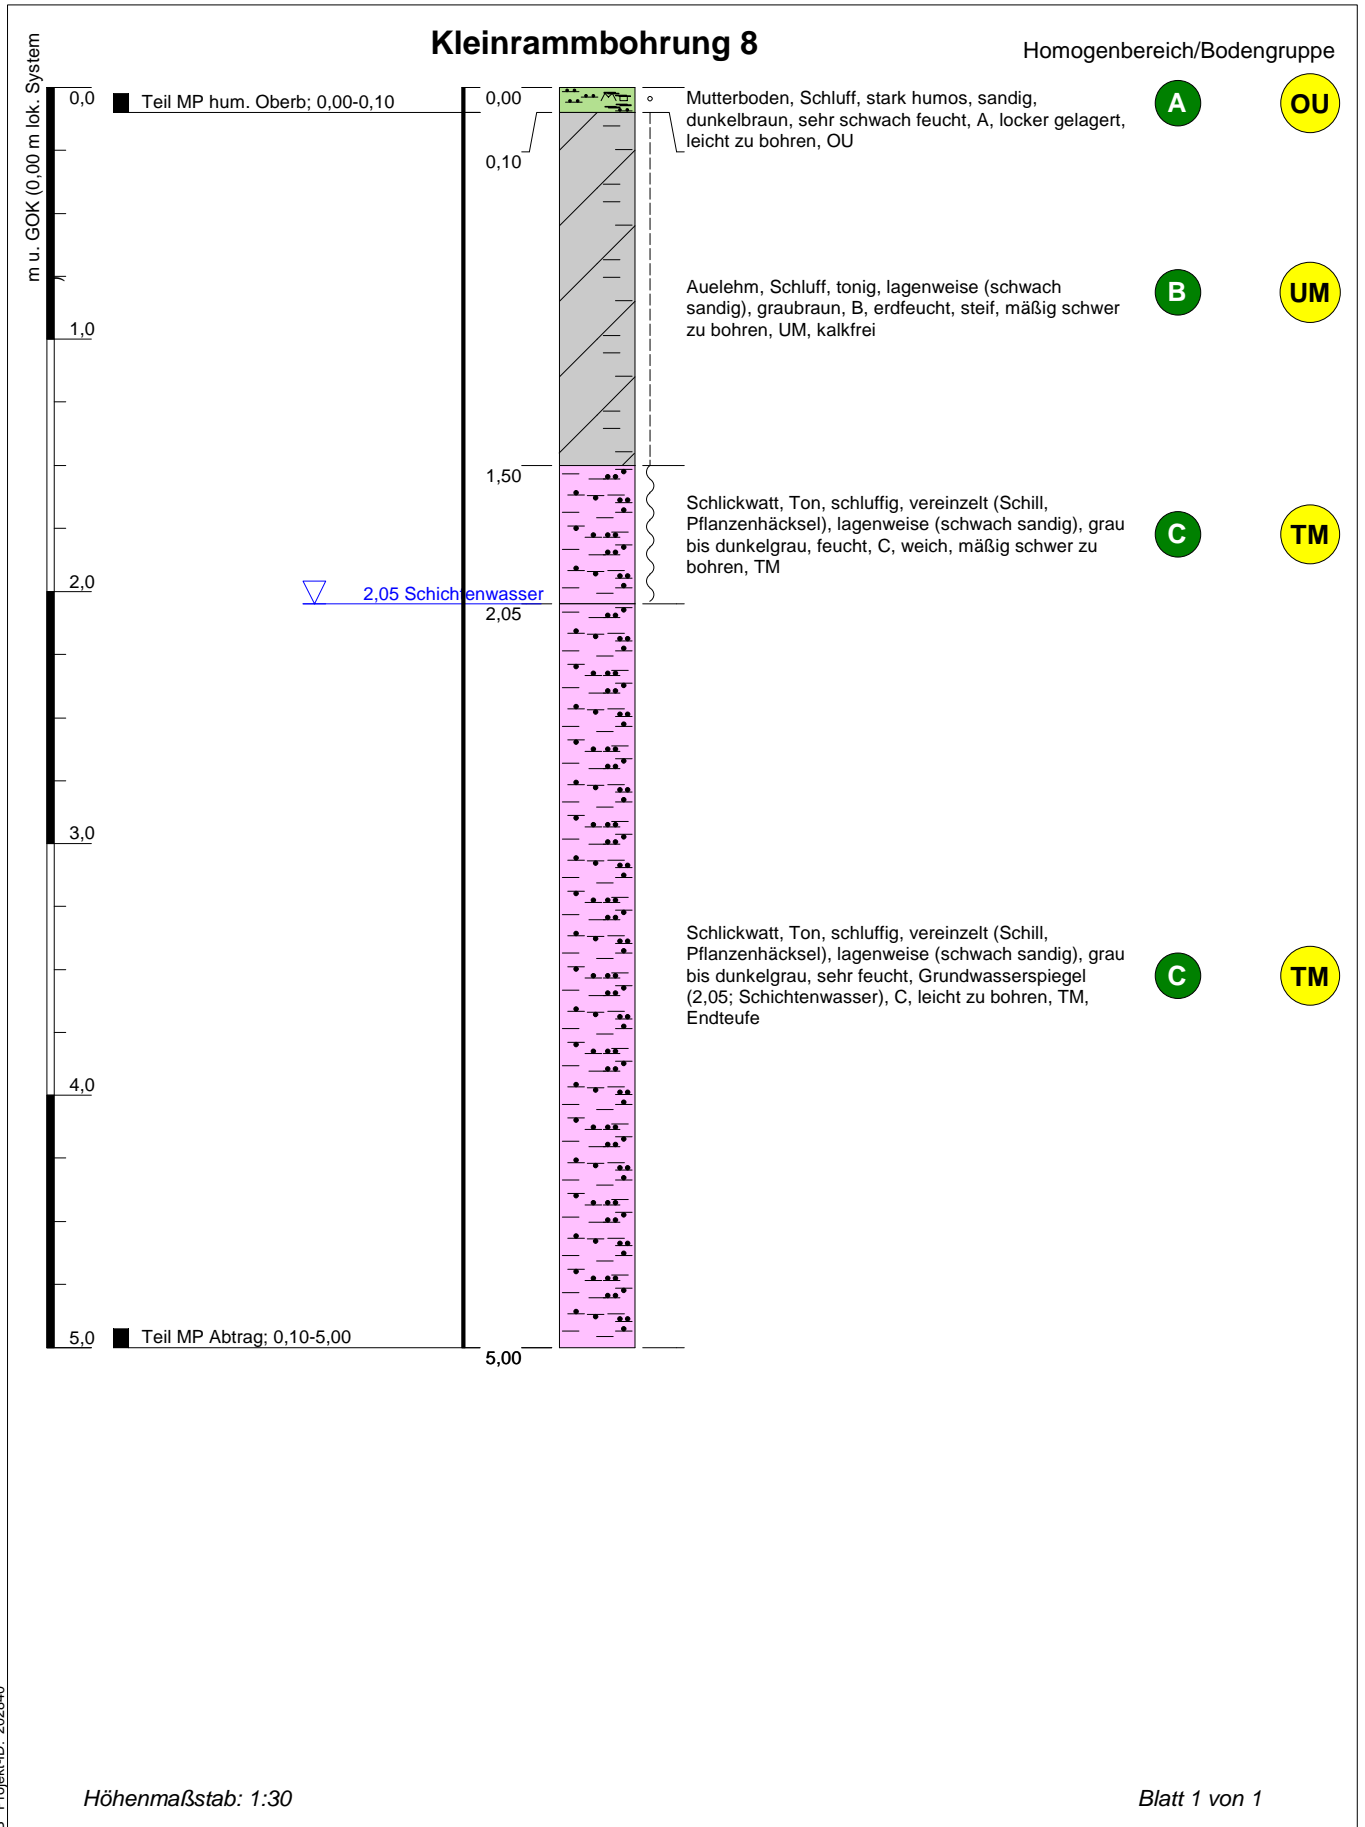 Kleinrammbohrung 8
Homogenbereich/Bodengruppe
m u. GOK (0,00 m lok. System
)
0,0
Teil MP hum. Oberb; 0,00-0,10
0,00
Mutterboden, Schluff, stark humos, sandig,
dunkelbraun, sehr schwach feucht, A, locker gelagert,
leicht zu bohren, OU
A
OU
0,10
Auelehm, Schluff, tonig, lagenweise (schwach
sandig), graubraun, B, erdfeucht, steif, mäßig schwer
zu bohren, UM, kalkfrei
B
UM
1,0
1,50
Schlickwatt, Ton, schluffig, vereinzelt (Schill,
Pflanzenhäcksel), lagenweise (schwach sandig), grau
bis dunkelgrau, feucht, C, weich, mäßig schwer zu
bohren, TM
C
TM
2,0
2,05 Schichtenwasser
2,05
3,0
Schlickwatt, Ton, schluffig, vereinzelt (Schill,
Pflanzenhäcksel), lagenweise (schwach sandig), grau
bis dunkelgrau, sehr feucht, Grundwasserspiegel
(2,05; Schichtenwasser), C, leicht zu bohren, TM,
Endteufe
C
TM
4,0
5,0
Teil MP Abtrag; 0,10-5,00
5,00
Höhenmaßstab: 1:30
Blatt 1 von 1